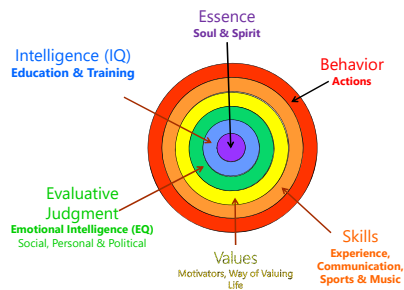 Essence
Soul & Spirit
Intelligence (IQ)
Education & Training
Behavior
Actions
Evaluative
Judgment
Emotional Intelligence (EQ)
Social, Personal & Political
Values
Motivators, Way of Valuing
Life
Skills
Experience,
Communication,
Sports & Music